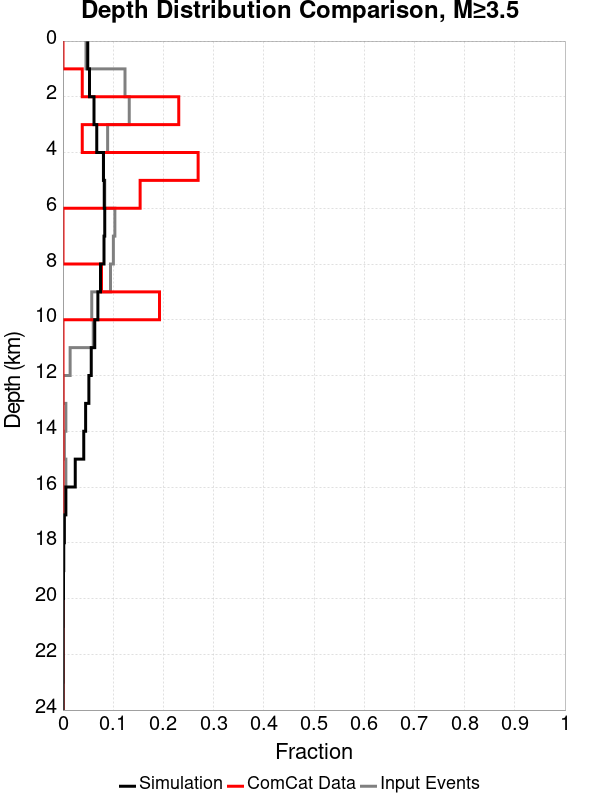 Depth Distribution Comparison, M≥3.5
0
2
4
6
8
10
12
14
16
18
20
22
24
Depth (km)
0 0.1 0.2 0.3 0.4 0.5 0.6 0.7 0.8 0.9 1
Fraction
Simulation ComCat Data Input Events